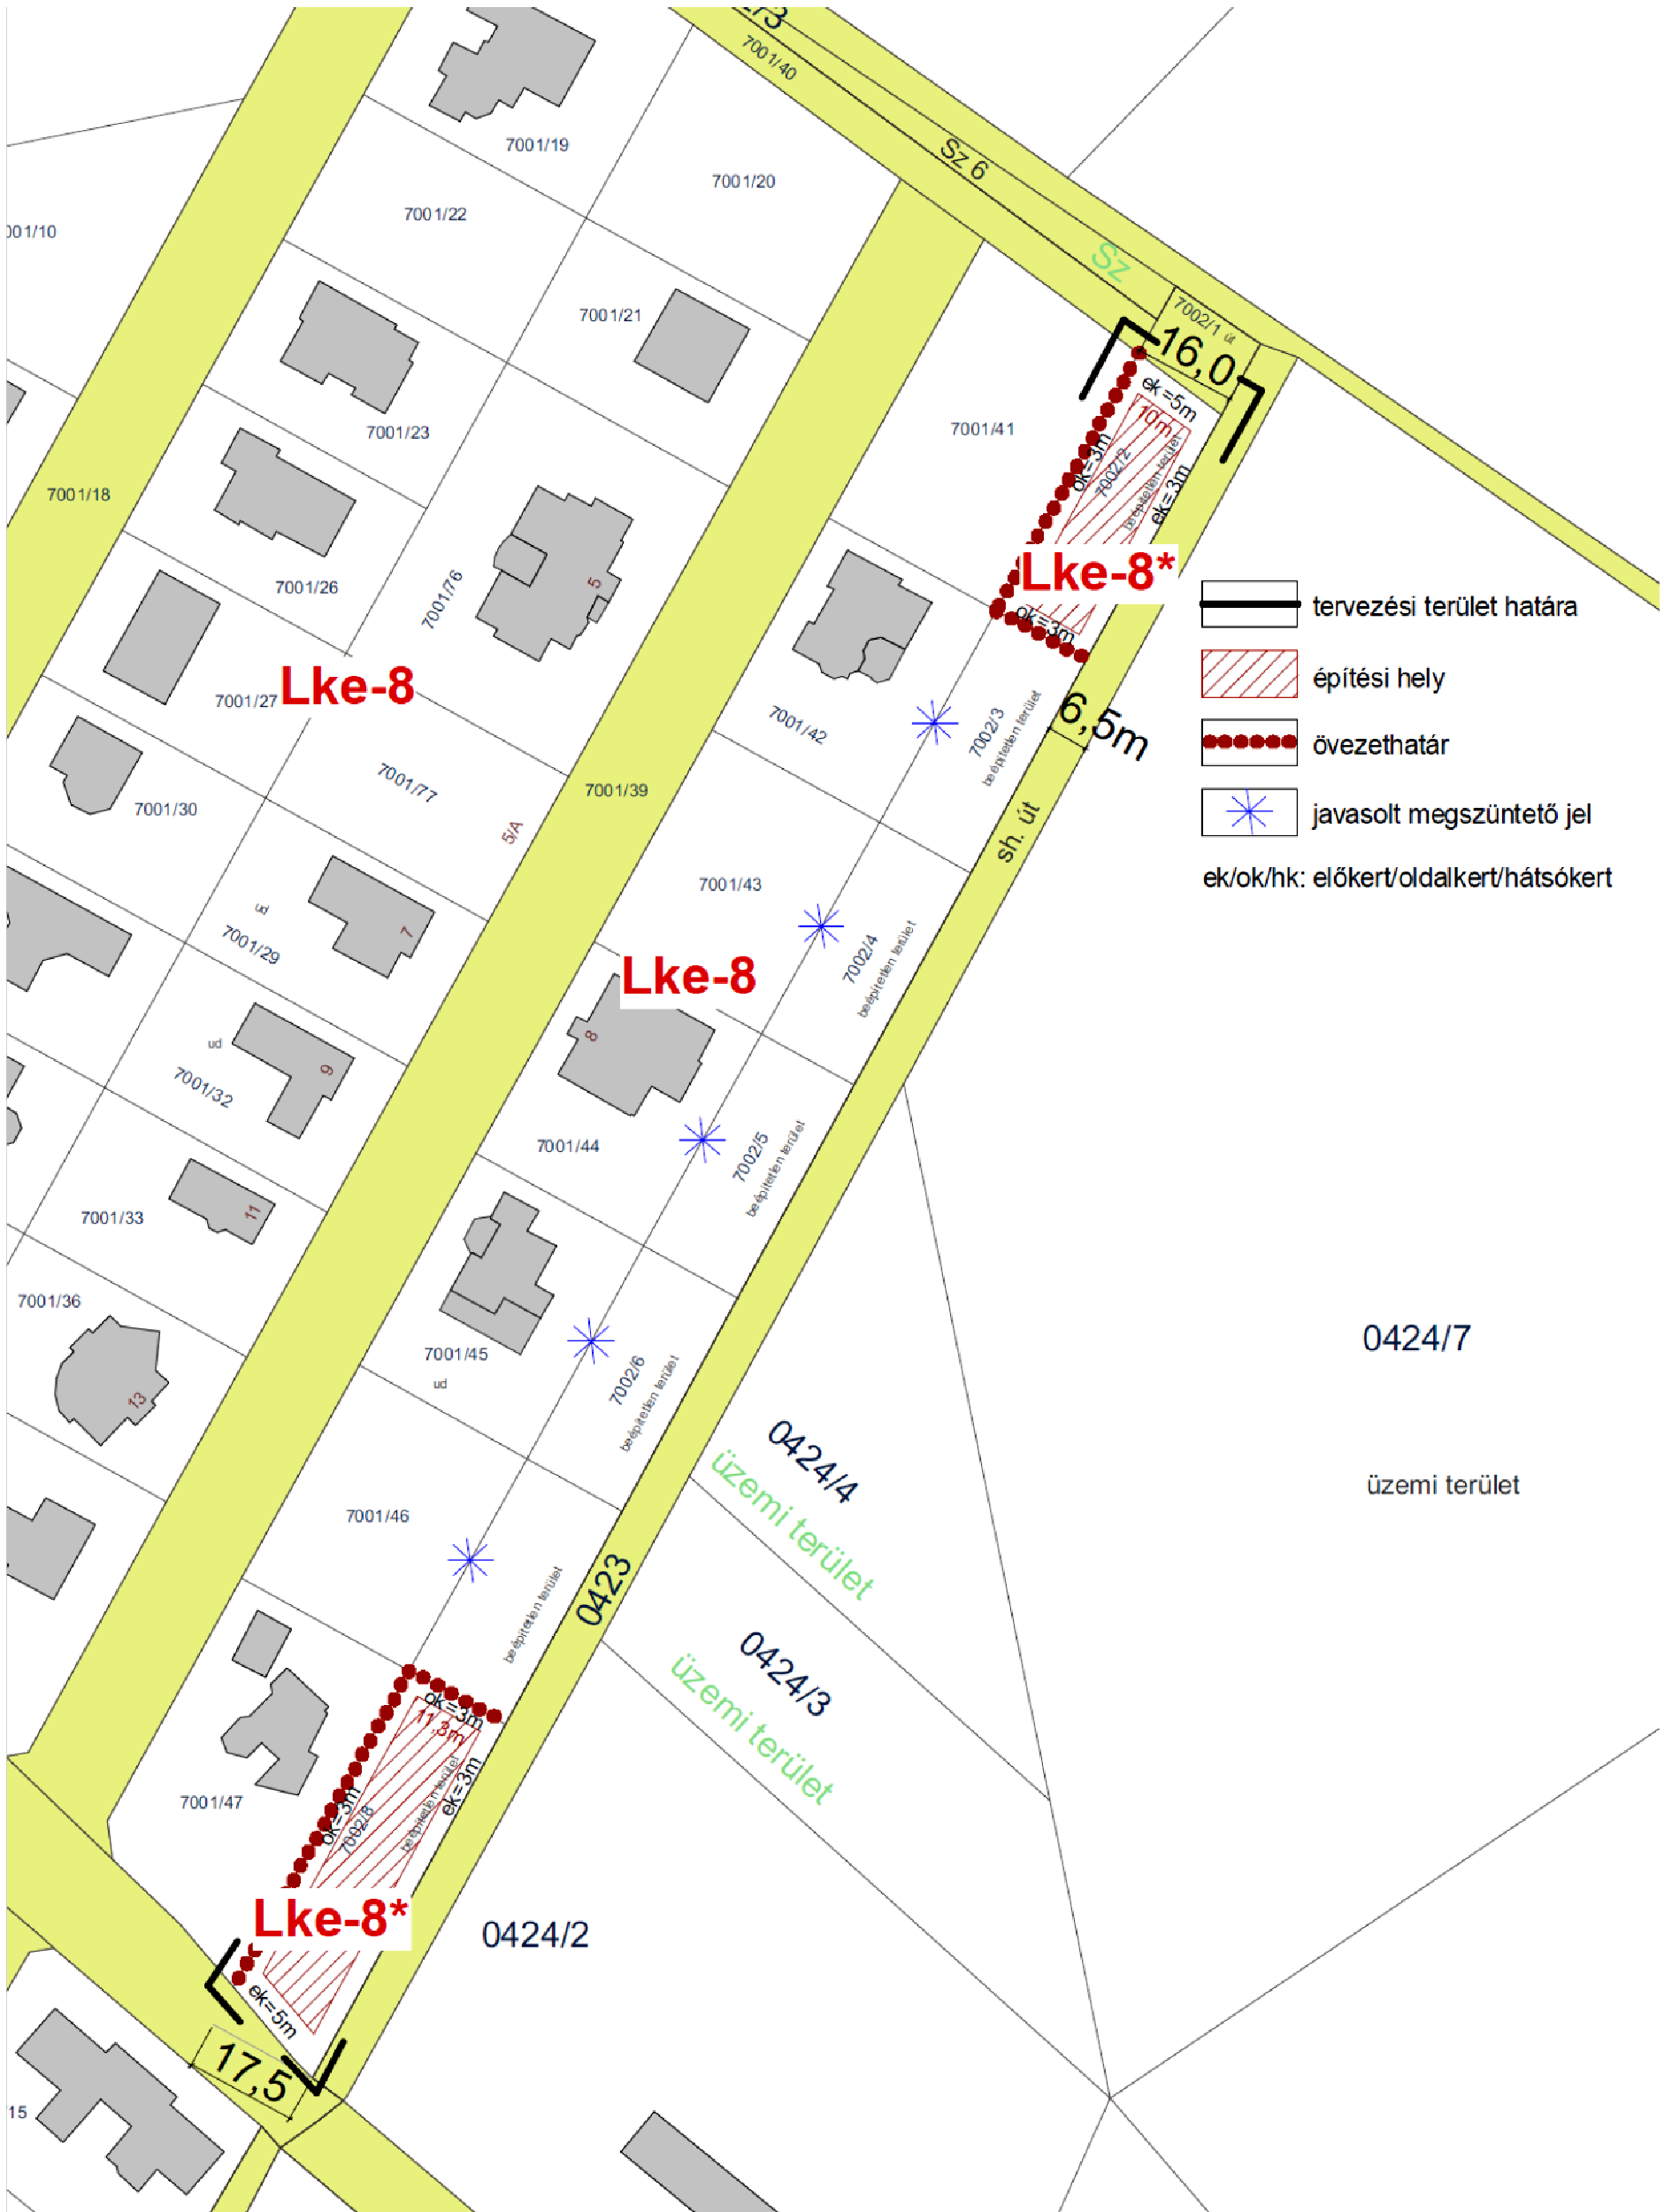 7001/40
7001/19
Sz 6
7001/20
7001/22
001/10
Sz
7002/1 út
7001/21
16,0
ek=5m
10m
7001/23
7001/41
ok=3m
7002/2
beépítetlen terület
ek=3m
7001/18
Lke-8*
7001/26
7001/76
5
ok=3m
tervezési terület határa
építési hely
övezethatár
javasolt megszüntető jel
ek/ok/hk: előkert/oldalkert/hátsókert
7001/27
Lke-8
7001/42
7002/3
beépítetlen terület
6,5m
7001/30
7001/77
7001/39
5/A
sh. út
7001/43
ud
7001/29
7
7002/4
beépítetlen terület
Lke-8
8
ud
9
7001/32
7001/44
7002/5
beépítetlen terület
7001/33
11
7001/36
7001/45
ud
7002/6
beépítetlen terület
13
0424/7
0424/4
üzemi terület
üzemi terület
7001/46
0423
beépítetlen terület
0424/3
üzemi terület
ok=3m
11,3m
7001/47
ok=3m
7002/8
beépítetlen terület
ek=3m
Lke-8*
0424/2
ek=5m
17,5
15